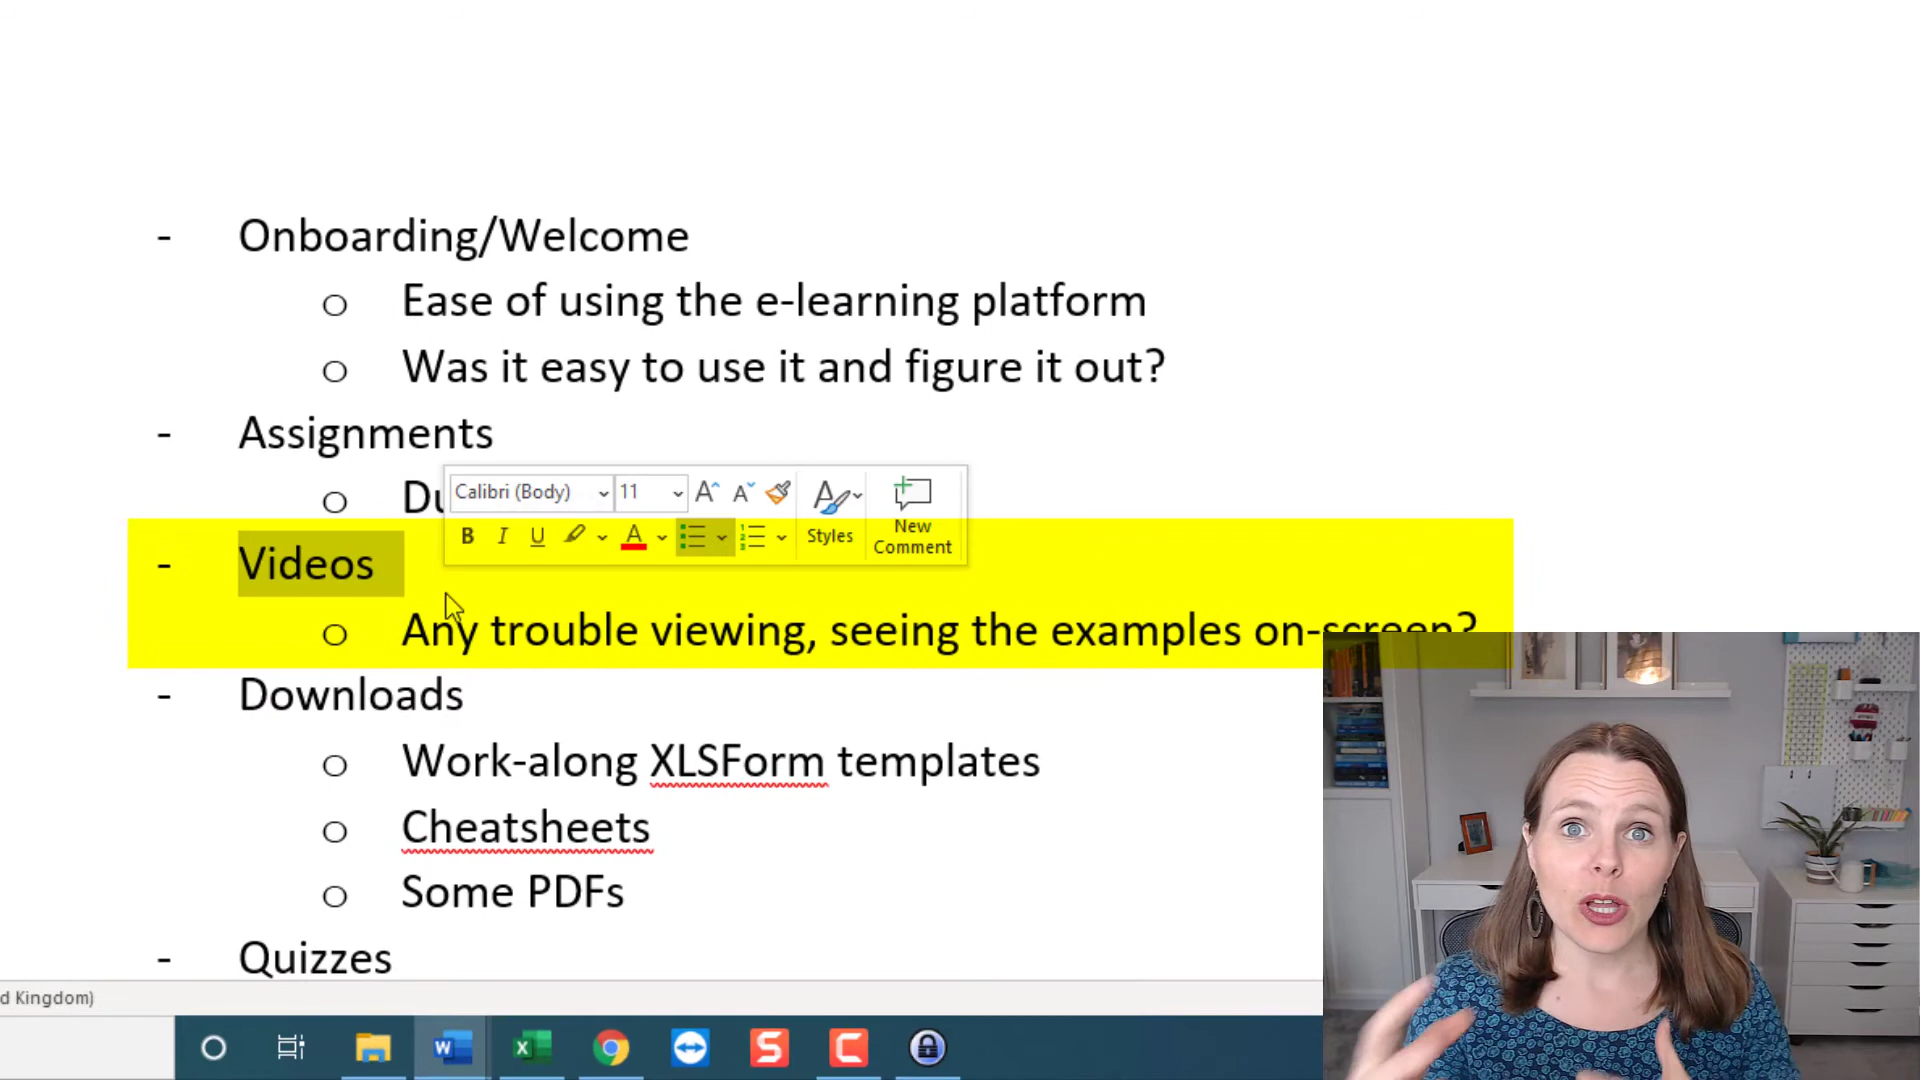 - Onboarding/Welcome
o Ease of using the e-learning platform
o Was it easy to use it and figure it out?
- Assignments
o Du
Calibri (Body) 11
B I U A Styles New Comment
- Videos
o Any trouble viewing, seeing the examples on-screen?
- Downloads
o Work-along XLSForm templates
o Cheatsheets
o Some PDFs
- Quizzes
d Kingdom)